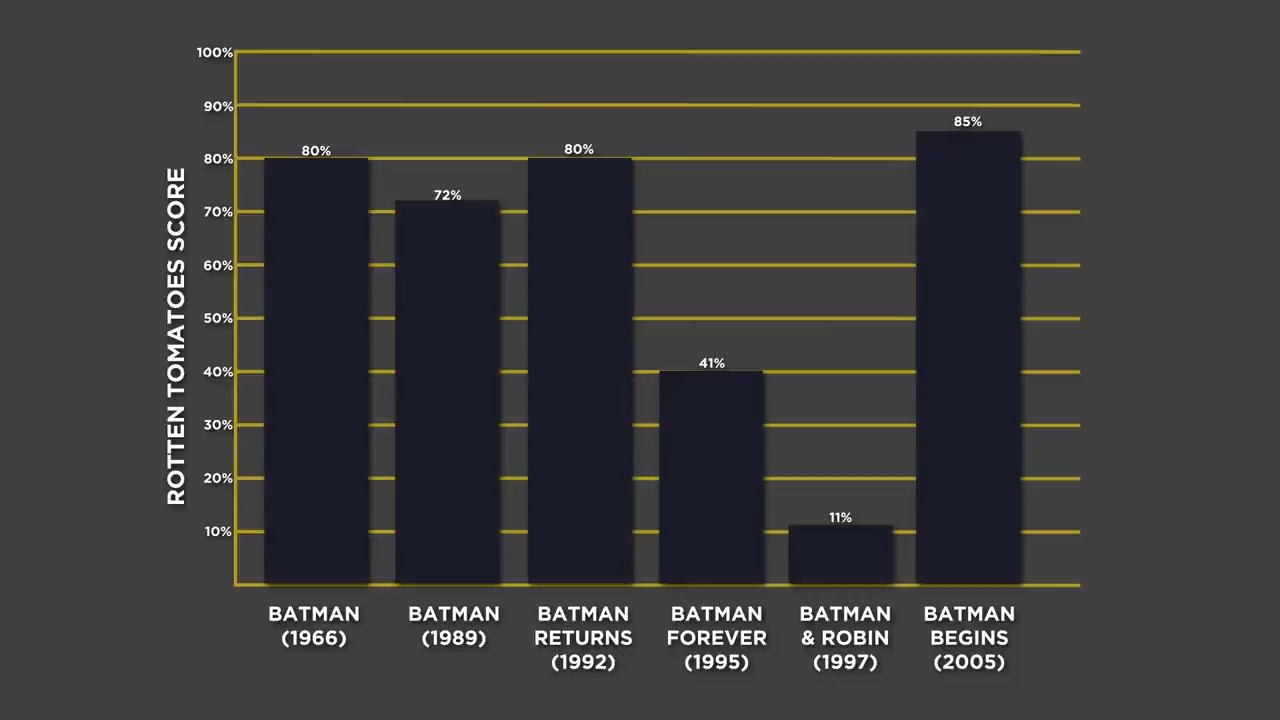 100%
90%
80%
70%
60%
50%
40%
30%
20%
10%
ROTTEN TOMATOES SCORE
80%
72%
80%
41%
11%
85%
BATMAN
(1966)
BATMAN
(1989)
BATMAN
RETURNS
(1992)
BATMAN
FOREVER
(1995)
BATMAN
& ROBIN
(1997)
BATMAN
BEGINS
(2005)